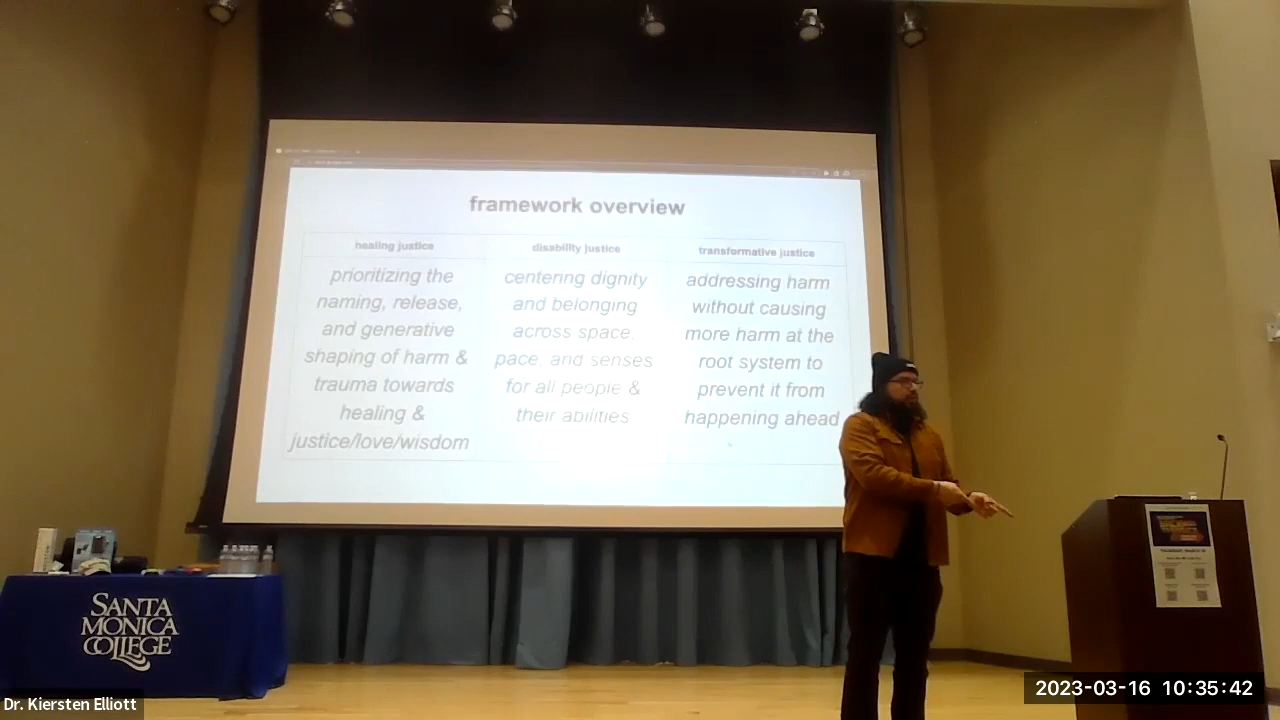 framework overview
healing justice
prioritizing the
naming, release,
and generative
shaping of harm &
trauma towards
healing &
justice/love/wisdom
disability justice
centering dignity
and belonging
across space,
pace, and senses
for all people &
their abilities
transformative justice
addressing harm
without causing
more harm at the
root system to
prevent it from
happening ahead
SANTA
MONICA
COLLEGE
THURSDAY, MARCH 16
Dr. Kiersten Elliott
2023-03-16 10:35:42